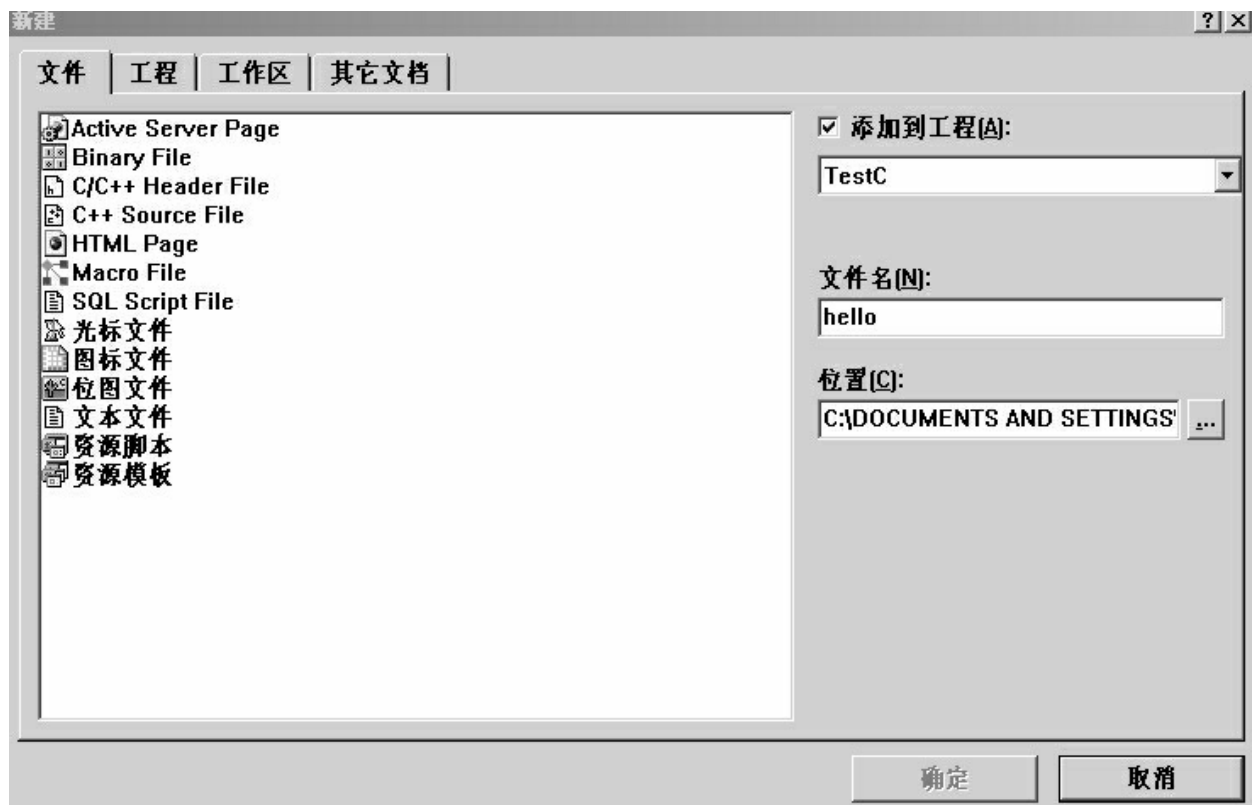 新建
文件 工程 工作区 其它文档
Active Server Page
Binary File
C/C++ Header File
C++ Source File
HTML Page
Macro File
SQL Script File
光标文件
图标文件
位图文件
文本文件
资源脚本
资源模板
添加到工程(A):
TestC
文件名(N):
hello
位置(C):
C:\DOCUMENTS AND SETTINGS\
...
确定 取消